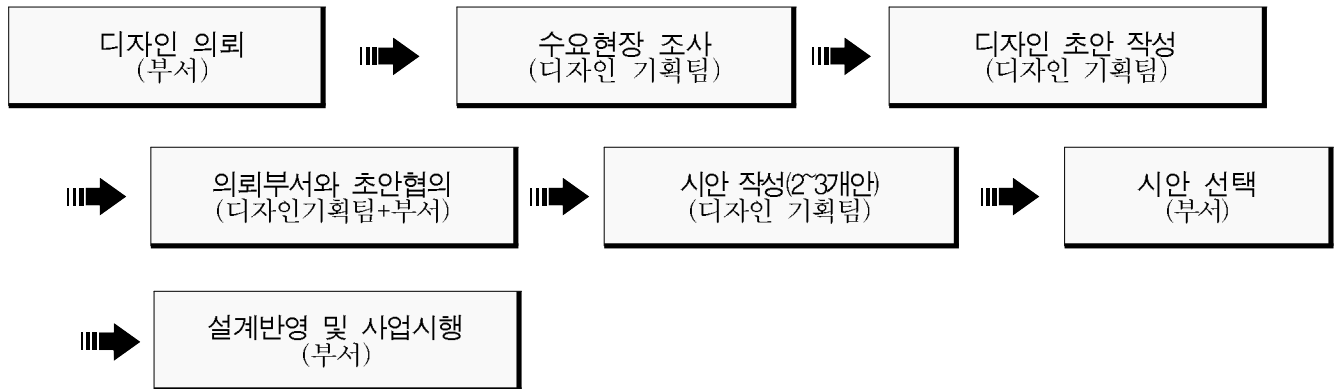 디자인 의뢰
(부서)
수요현장 조사
(디자인 기획팀)
디자인 초안 작성
(디자인 기획팀)
의뢰부서와 초안협의
(디자인기획팀+부서)
시안 작성(2~3개안)
(디자인 기획팀)
시안 선택
(부서)
설계반영 및 사업시행
(부서)